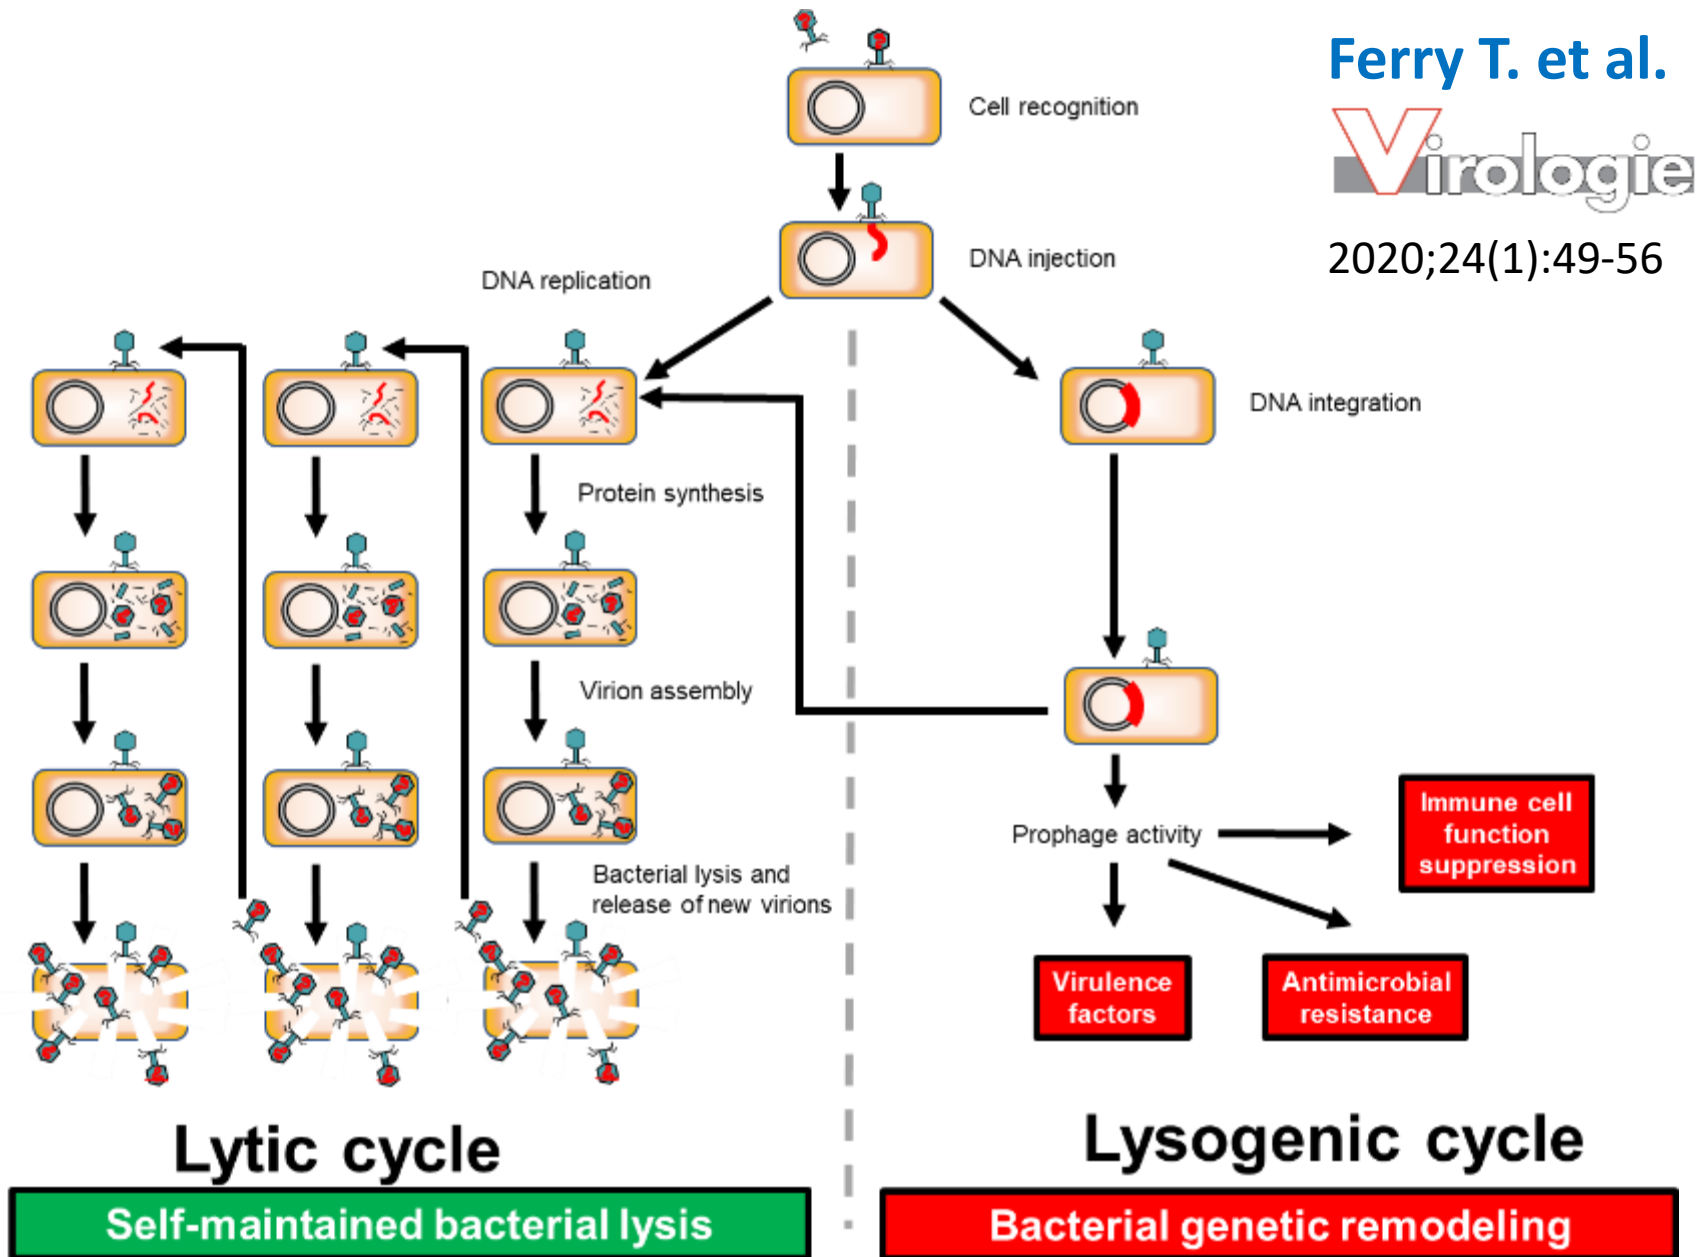 Ferry T. et al.
Virologie
2020;24(1):49-56
Cell recognition
DNA injection
DNA replication
DNA integration
Protein synthesis
Virion assembly
Bacterial lysis and
release of new virions
Prophage activity
Immune cell
function
suppression
Virulence
factors
Antimicrobial
resistance
Lytic cycle
Self-maintained bacterial lysis
Lysogenic cycle
Bacterial genetic remodeling